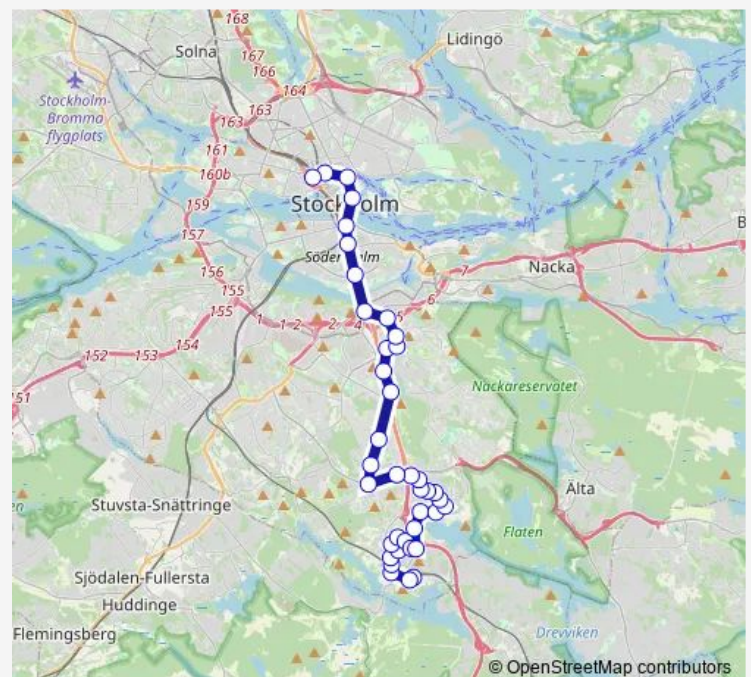 168
Solna
Lidingö
167
166
Stockholm-
Bromma
flygplats
164
163
163
161
160b
159
Stockholm
157
B
156
Södermalm
7
Nacka
155
6
155
1
1 2
2
4
5
154
153
152
51
Nackareservatet
Älta
Stuvsta-Snättringe
Flaten
Sjödalen-Fullersta
Huddinge
Flemingsberg
Drevviken
© OpenStreetMap contributors